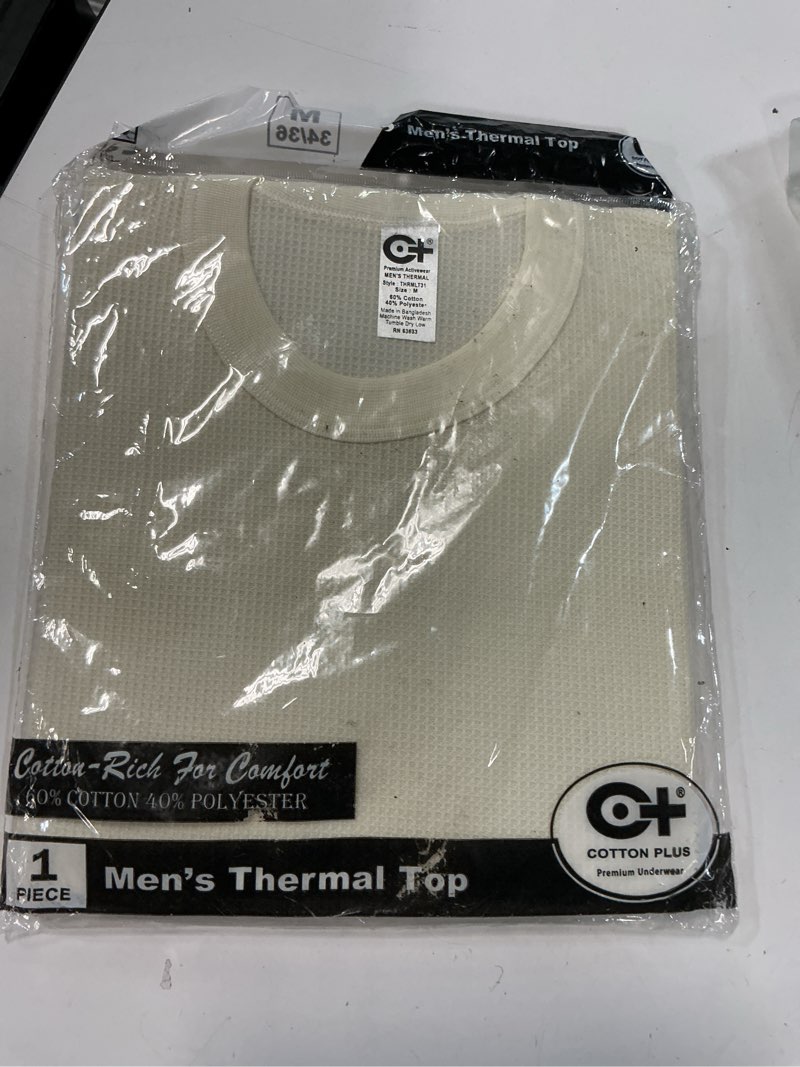 M
34/36
Men's Thermal Top
C+®
Premium Activewear
MEN'S THERMAL
Style : THRMLT31
Size : M
60% Cotton
40% Polyester
Made in Bangladesh
Machine Wash Warm
Tumble Dry Low
RN 93833
Cotton-Rich For Comfort
60% COTTON 40% POLYESTER
1
PIECE
Men's Thermal Top
C+®
COTTON PLUS
Premium Underwear